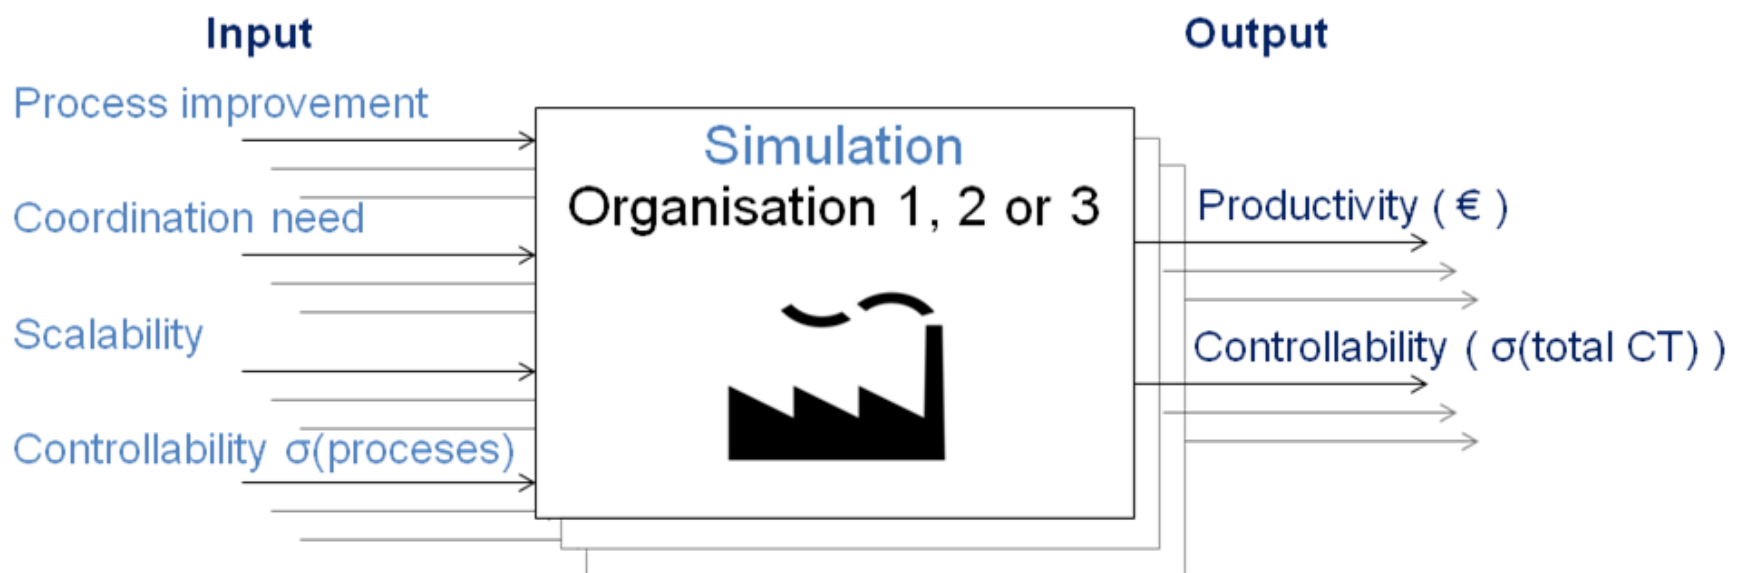 Input
Output
Process improvement
Simulation
Organisation 1, 2 or 3
Coordination need
Productivity ( € )
Scalability
Controllability ( σ(total CT) )
Controllability σ(proceses)